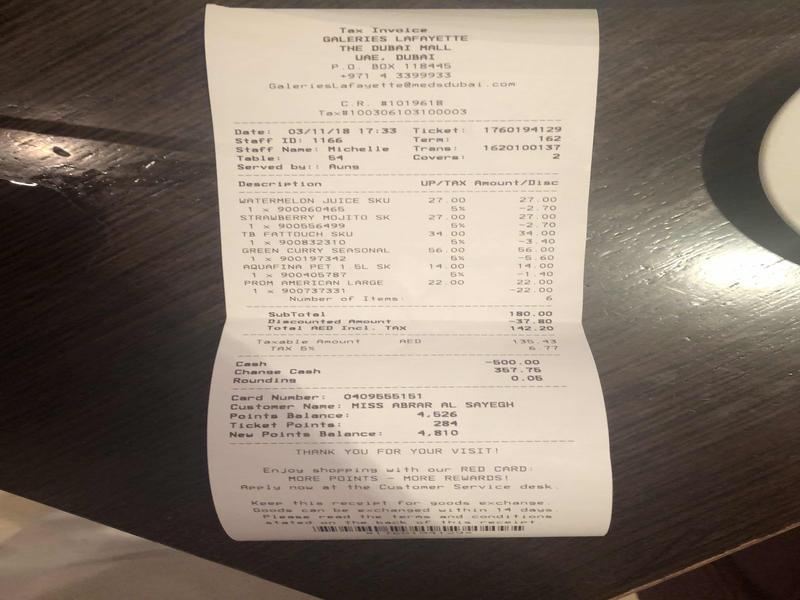 Tax Invoice
GALERIES LAFAYETTE
THE DUBAI MALL
UAE, DUBAI
P.O. BOX 118445
+971 4 3399933
GaleriesLafayette@medsdubai.com
C.R. #1019618
Tax#100306103100003
Date: 03/11/18 17:33 Ticket: 1760194129
Staff ID: 1166 Term: 162
Staff Name: Michelle Trans: 1620100137
Table: 54 Covers: 2
Served by:: Aung
Description UP/TAX Amount/Disc
WATERMELON JUICE SKU 27.00 27.00
1 x 900060465 5% -2.70
STRAWBERRY MOJITO SK 27.00 27.00
1 x 900556499 5% -2.70
TB FATTOUCH SKU 34.00 34.00
1 x 900832310 5% -3.40
GREEN CURRY SEASONAL 56.00 56.00
1 x 900197342 5% -5.60
AQUAFINA PET 1.5L SK 14.00 14.00
1 x 900405787 5% -1.40
PROM AMERICAN LARGE 22.00 22.00
1 x 900737331 -22.00
Number of Items: 6
SubTotal 180.00
Discounted Amount -37.80
Total AED Incl. TAX 142.20
Taxable Amount AED 135.43
TAX 5% 6.77
Cash -500.00
Change Cash 357.75
Rounding 0.05
Card Number: 0409555151
Customer Name: MISS ABRAR AL SAYEGH
Points Balance: 4,526
Ticket Points: 284
New Points Balance: 4,810
THANK YOU FOR YOUR VISIT!
Enjoy shopping with our RED CARD:
MORE POINTS - MORE REWARDS!
Apply now at the Customer Service desk.
Keep this receipt for goods exchange.
Goods can be exchanged within 14 days.
Please read the terms and conditions
stated on the back of this receipt